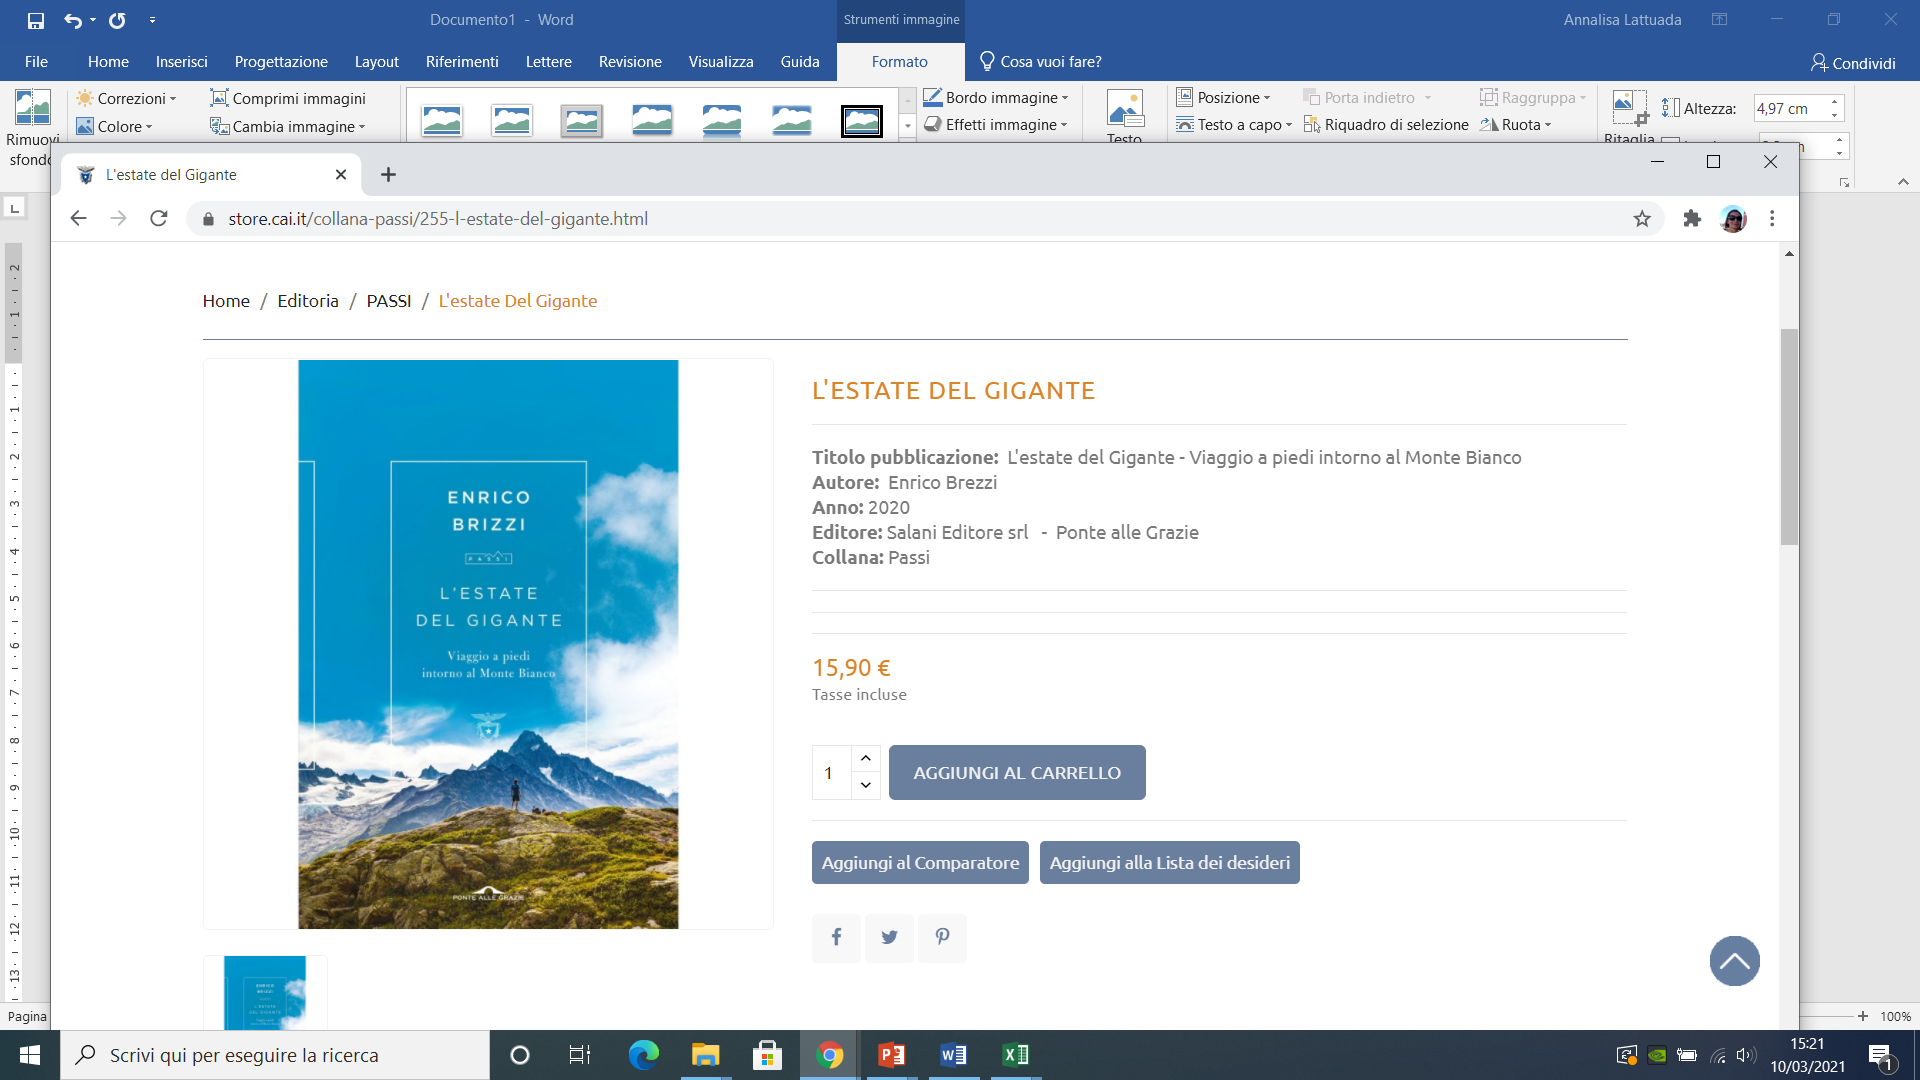 Documento1 - Word
Strumenti immagine
Annalisa Lattuada
File Home Inserisci Progettazione Layout Riferimenti Lettere Revisione Visualizza Guida Formato Cosa vuoi fare? Condividi
Rimuovi
sfondo
Correzioni
Colore
Comprimi immagini
Cambia immagine
Bordo immagine
Effetti immagine
Testo
Posizione
Testo a capo
Porta indietro
Riquadro di selezione
Raggruppa
Ruota
Ritaglia
Altezza: 4,97 cm
L'estate del Gigante
store.cai.it/collana-passi/255-l-estate-del-gigante.html
Home / Editoria / PASSI / L'estate Del Gigante
ENRICO
BRIZZI
PASSI
L'ESTATE
DEL GIGANTE
Viaggio a piedi
intorno al Monte Bianco
PONTE ALLE GRAZIE
L'ESTATE DEL GIGANTE
Titolo pubblicazione: L'estate del Gigante - Viaggio a piedi intorno al Monte Bianco
Autore: Enrico Brezzi
Anno: 2020
Editore: Salani Editore srl - Ponte alle Grazie
Collana: Passi
15,90 €
Tasse incluse
1
AGGIUNGI AL CARRELLO
Aggiungi al Comparatore
Aggiungi alla Lista dei desideri
Pagina
100%
Scrivi qui per eseguire la ricerca
15:21
10/03/2021
1